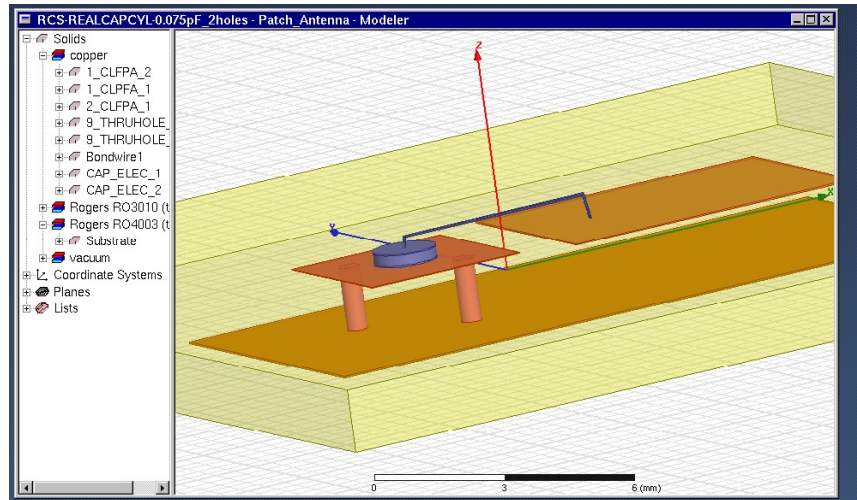 RCS-REALCAPCYL-0.075pF_2holes - Patch_Antenna - Modeler
Solids
copper
1_CLFPA_2
1_CLPFA_1
2_CLFPA_1
9_THRUHOLE_
9_THRUHOLE_
Bondwire1
CAP_ELEC_1
CAP_ELEC_2
Rogers RO3010 (t
Rogers RO4003 (t
Substrate
vacuum
Coordinate Systems
Planes
Lists
Z
Y
X
0 3 6 (mm)